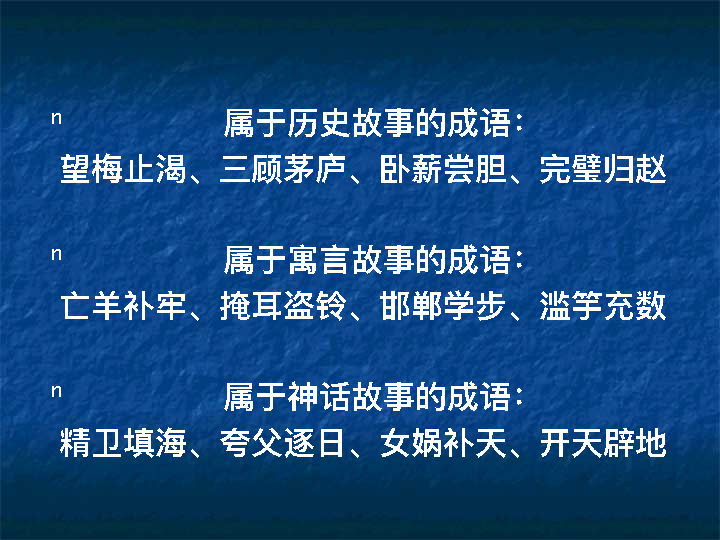 n 属于历史故事的成语：
望梅止渴、三顾茅庐、卧薪尝胆、完璧归赵
n 属于寓言故事的成语：
亡羊补牢、掩耳盗铃、邯郸学步、滥竽充数
n 属于神话故事的成语：
精卫填海、夸父逐日、女娲补天、开天辟地